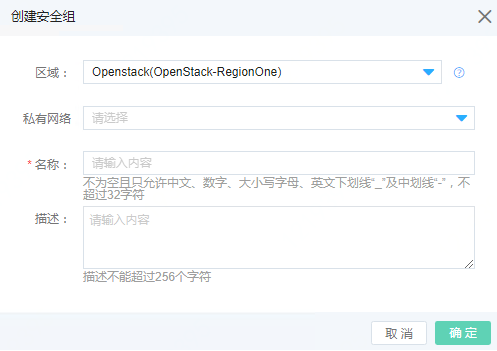 创建安全组
区域：
Openstack(OpenStack-RegionOne)
私有网络
请选择
* 名称：
请输入内容
不为空且只允许中文、数字、大小写字母、英文下划线“_”及中划线“-”，不
超过32字符
描述：
请输入内容
描述不能超过256个字符
取 消
确 定